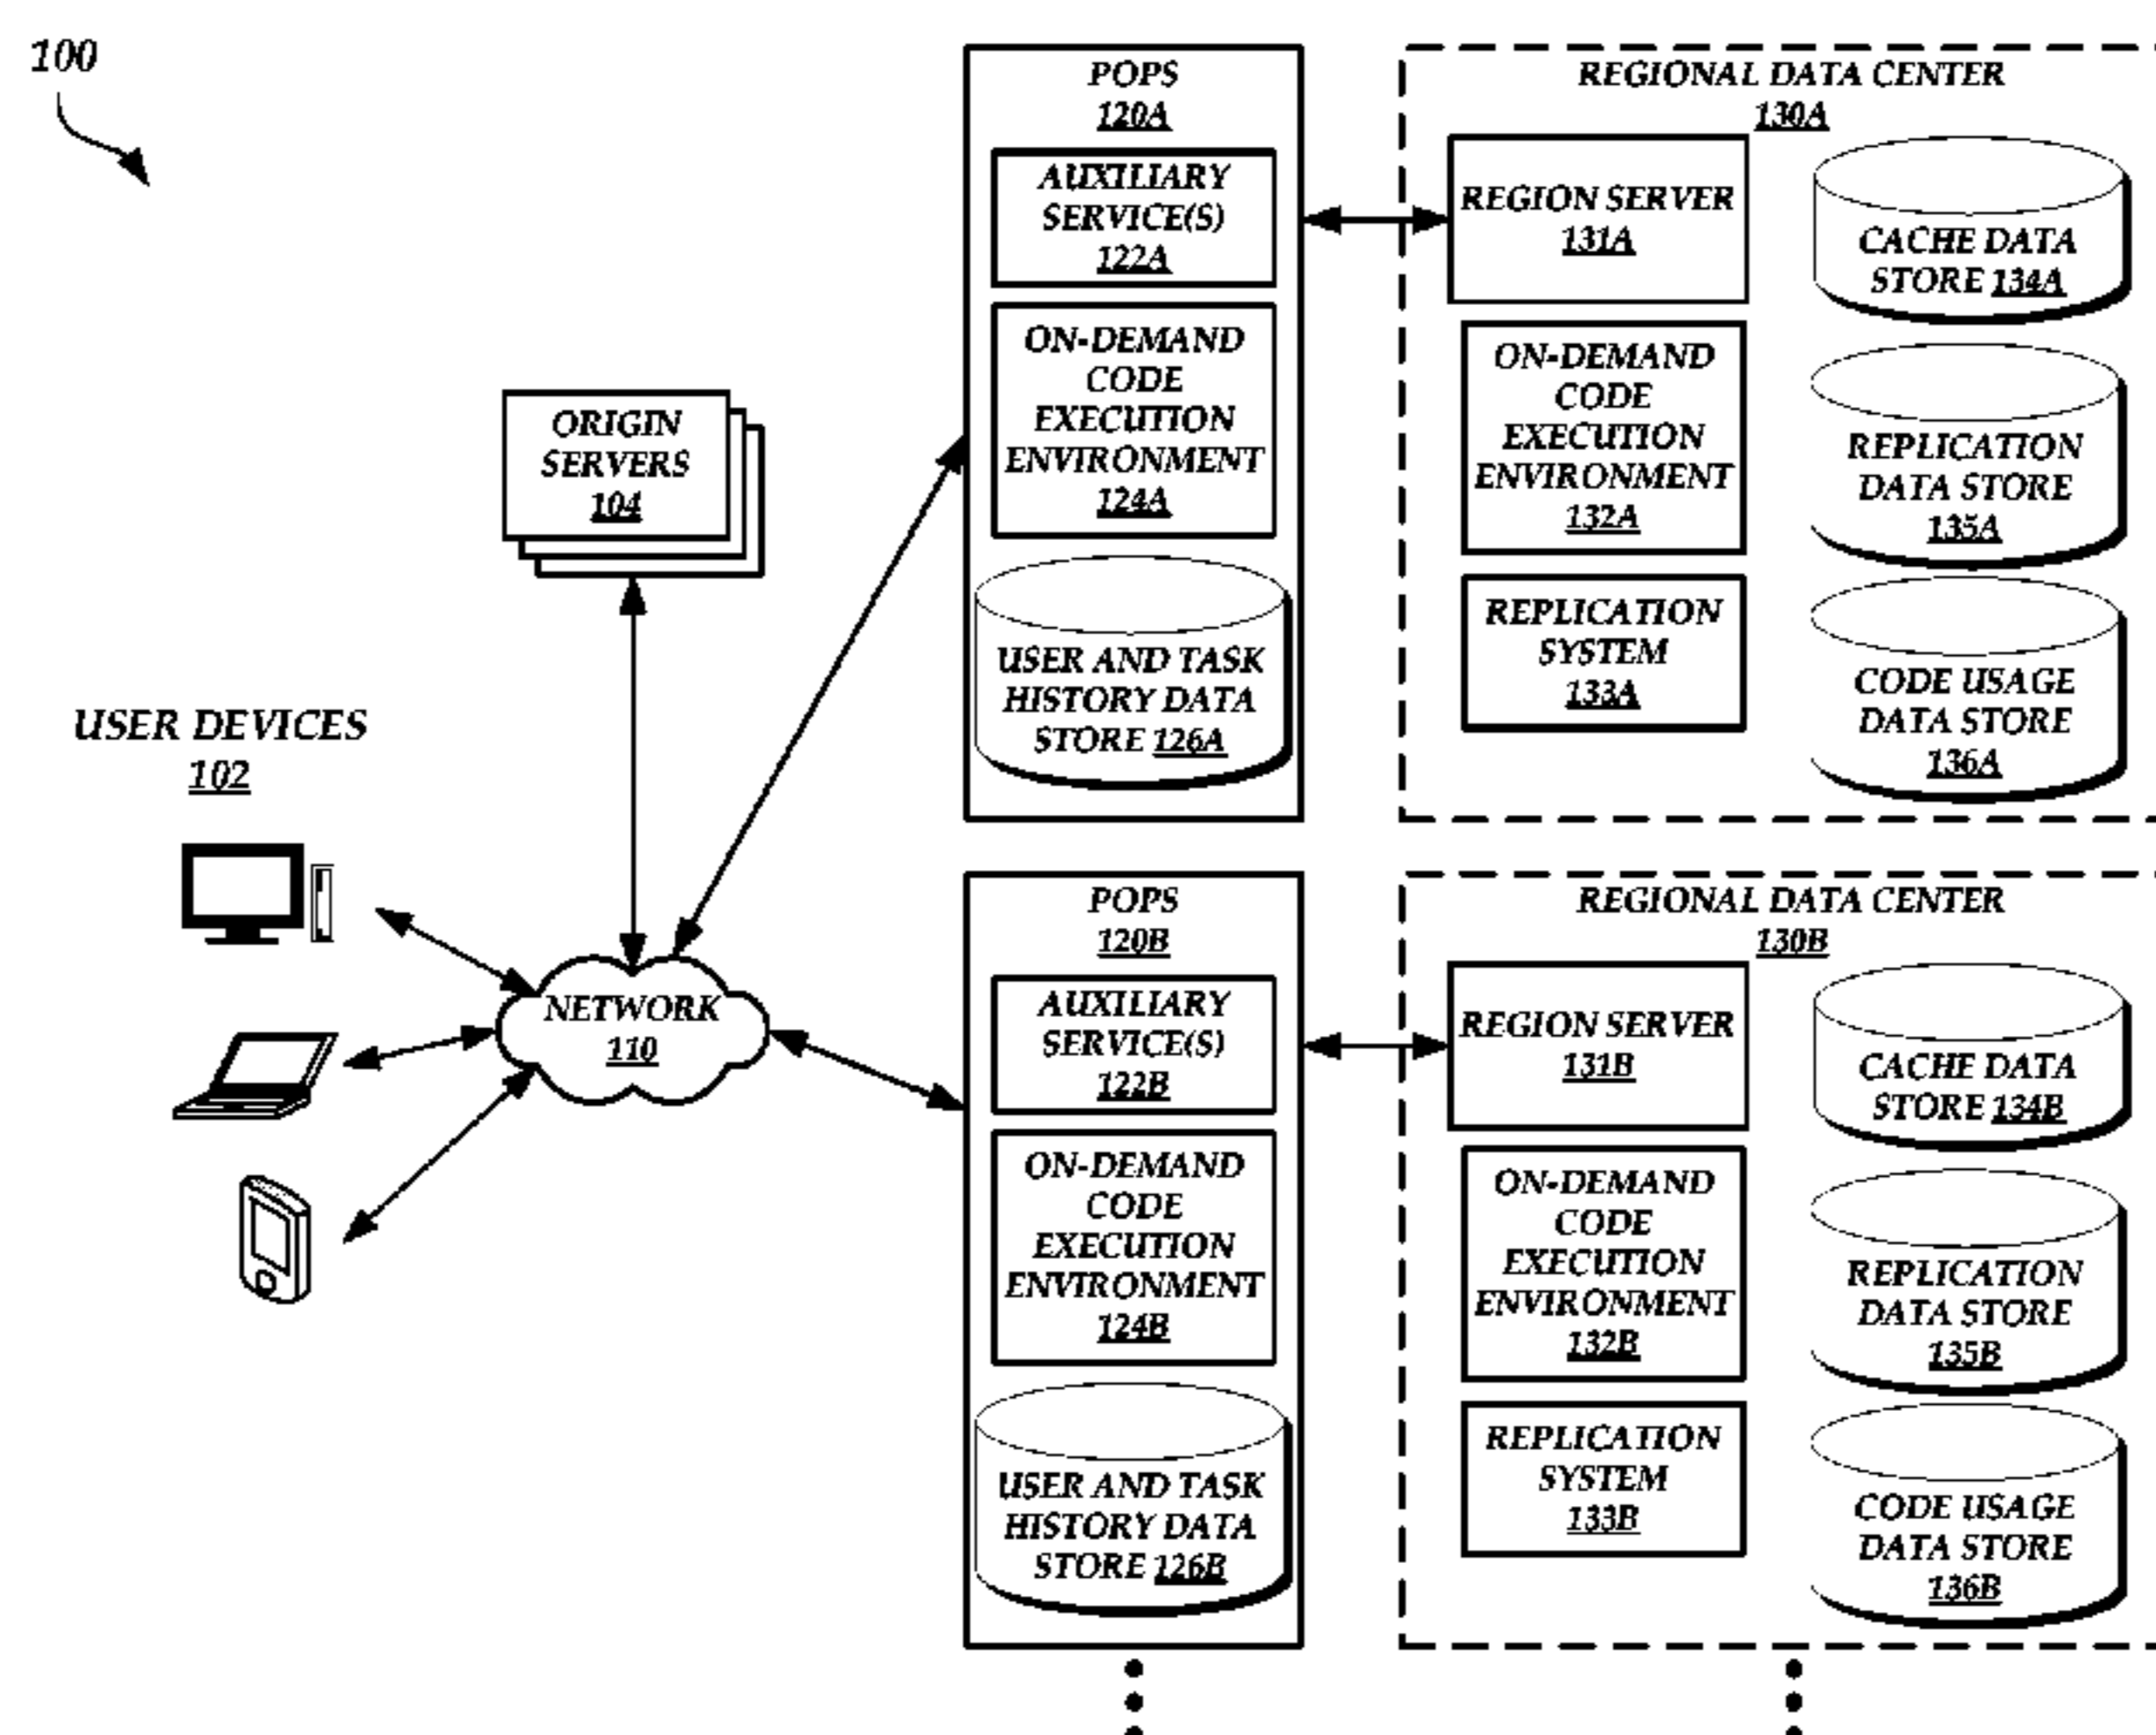 100
POPS
120A
AUXILIARY
SERVICE(S)
122A
ON-DEMAND
CODE
EXECUTION
ENVIRONMENT
124A
USER AND TASK
HISTORY DATA
STORE 126A
REGIONAL DATA CENTER
130A
REGION SERVER
131A
ON-DEMAND
CODE
EXECUTION
ENVIRONMENT
132A
REPLICATION
SYSTEM
133A
CACHE DATA
STORE 134A
REPLICATION
DATA STORE
135A
CODE USAGE
DATA STORE
136A
ORIGIN
SERVERS
104
USER DEVICES
102
NETWORK
110
POPS
120B
AUXILIARY
SERVICE(S)
122B
ON-DEMAND
CODE
EXECUTION
ENVIRONMENT
124B
USER AND TASK
HISTORY DATA
STORE 126B
REGIONAL DATA CENTER
130B
REGION SERVER
131B
ON-DEMAND
CODE
EXECUTION
ENVIRONMENT
132B
REPLICATION
SYSTEM
133B
CACHE DATA
STORE 134B
REPLICATION
DATA STORE
135B
CODE USAGE
DATA STORE
136B